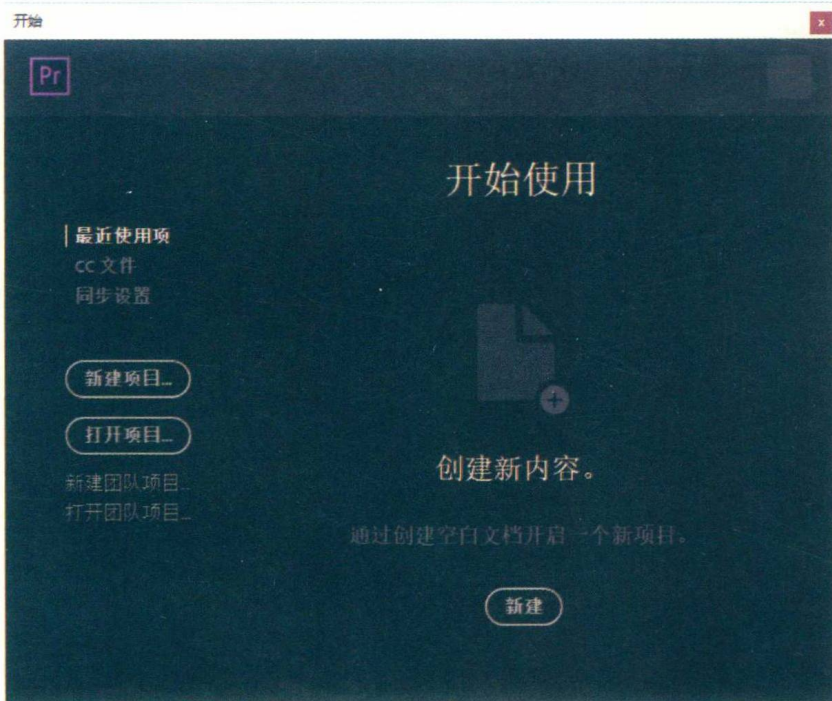 开始
x
Pr
开始使用
最近使用项
CC 文件
同步设置
新建项目...
打开项目...
新建团队项目...
打开团队项目...
创建新内容。
通过创建空白文档开启一个新项目。
新建